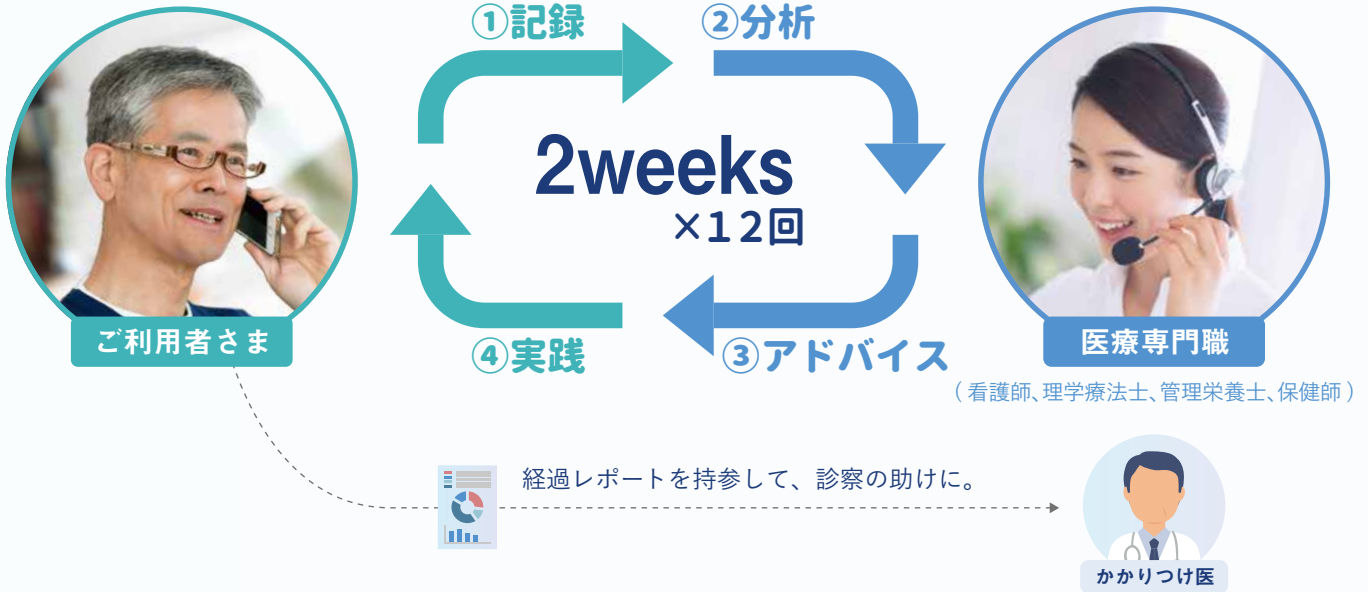 ①記録
②分析
2weeks
×12回
ご利用者さま
④実践
③アドバイス
医療専門職
(看護師、理学療法士、管理栄養士、保健師)
経過レポートを持参して、診察の助けに。
かかりつけ医